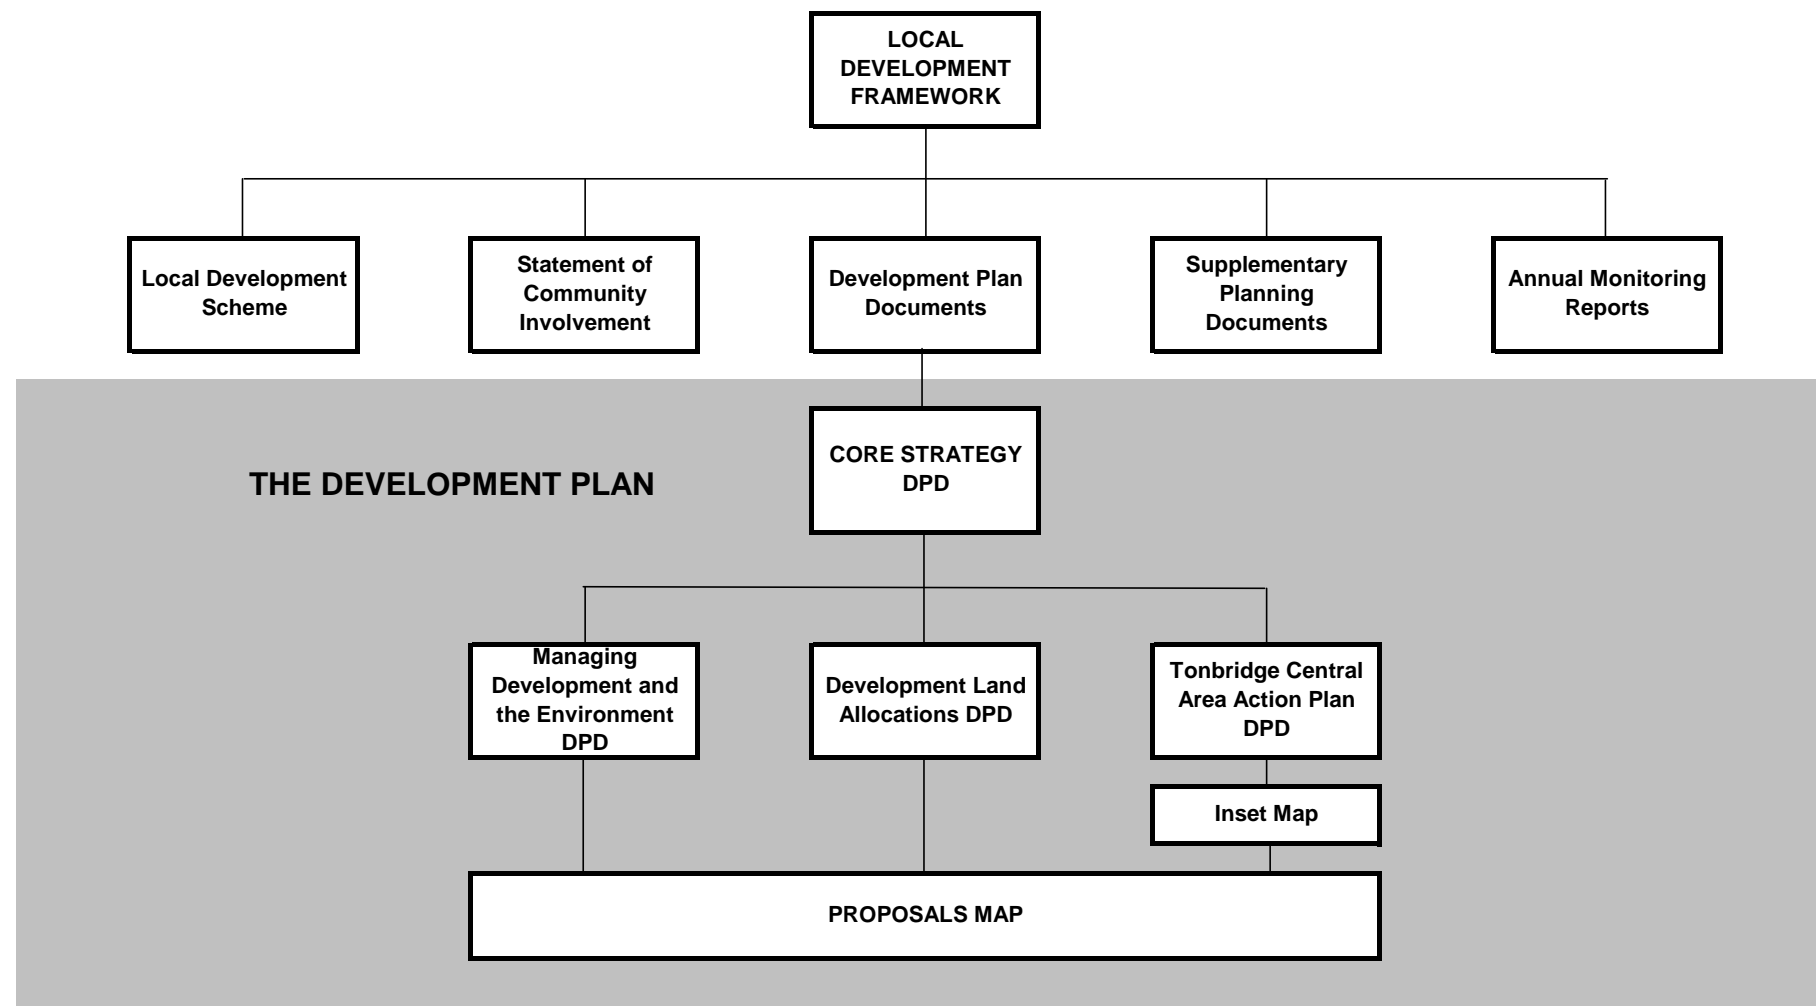 LOCAL
DEVELOPMENT
FRAMEWORK
Local Development
Scheme
Statement of
Community
Involvement
Development Plan
Documents
Supplementary
Planning
Documents
Annual Monitoring
Reports
THE DEVELOPMENT PLAN
CORE STRATEGY
DPD
Managing
Development and
the Environment
DPD
Development Land
Allocations DPD
Tonbridge Central
Area Action Plan
DPD
Inset Map
PROPOSALS MAP